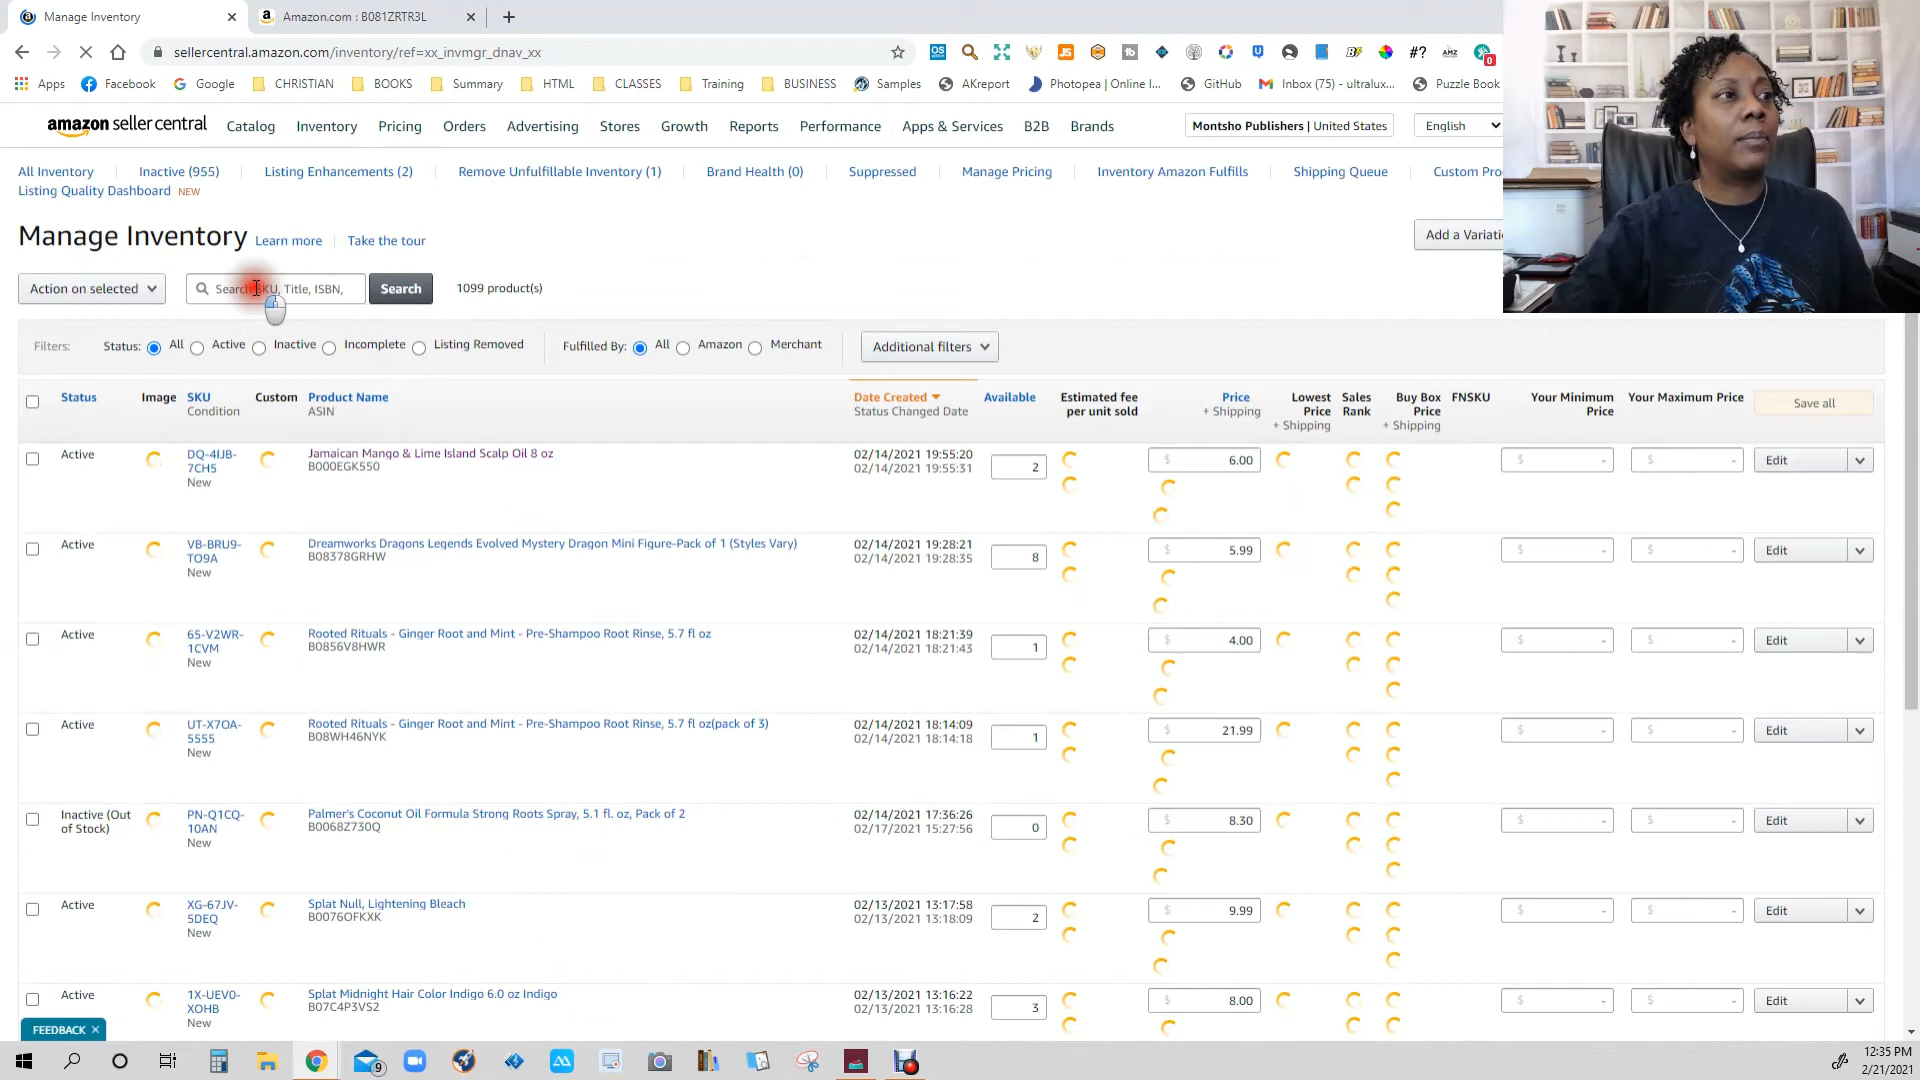 Manage Inventory
Amazon.com : B081ZRTR3L
sellercentral.amazon.com/inventory/ref=xx_invmgr_dnav_xx
Apps Facebook Google CHRISTIAN BOOKS Summary HTML CLASSES Training BUSINESS Samples AKreport Photopea | Online I... GitHub Inbox (75) - ultralux... Puzzle Book
amazon seller central Catalog Inventory Pricing Orders Advertising Stores Growth Reports Performance Apps & Services B2B Brands Montsho Publishers | United States English
All Inventory Inactive (955) Listing Enhancements (2) Remove Unfulfillable Inventory (1) Brand Health (0) Suppressed Manage Pricing Inventory Amazon Fulfills Shipping Queue Custom Pro
Listing Quality Dashboard NEW
Manage Inventory Learn more Take the tour Add a Variati
Action on selected Search SKU, Title, ISBN, Search 1099 product(s)
Filters: Status: All Active Inactive Incomplete Listing Removed Fulfilled By: All Amazon Merchant Additional filters
Status Image SKU Custom Product Name Date Created Available Estimated fee Price Lowest Sales Buy Box FNSKU Your Minimum Your Maximum Price Save all
Condition ASIN Status Changed Date per unit sold + Shipping Price Rank Price Price
+ Shipping + Shipping
Active DQ-4IJB- Jamaican Mango & Lime Island Scalp Oil 8 oz 02/14/2021 19:55:20 2 $ 6.00 $ - $ - Edit
7CH5 B000EGK550 02/14/2021 19:55:31
New
Active VB-BRU9- Dreamworks Dragons Legends Evolved Mystery Dragon Mini Figure-Pack of 1 (Styles Vary) 02/14/2021 19:28:21 8 $ 5.99 $ - $ - Edit
TO9A B08378GRHW 02/14/2021 19:28:35
New
Active 65-V2WR- Rooted Rituals - Ginger Root and Mint - Pre-Shampoo Root Rinse, 5.7 fl oz 02/14/2021 18:21:39 1 $ 4.00 $ - $ - Edit
1CVM B0856V8HWR 02/14/2021 18:21:43
New
Active UT-X7OA- Rooted Rituals - Ginger Root and Mint - Pre-Shampoo Root Rinse, 5.7 fl oz(pack of 3) 02/14/2021 18:14:09 1 $ 21.99 $ - $ - Edit
5555 B08WH46NYK 02/14/2021 18:14:18
New
Inactive (Out PN-Q1CQ- Palmer's Coconut Oil Formula Strong Roots Spray, 5.1 fl. oz, Pack of 2 02/14/2021 17:36:26 0 $ 8.30 $ - $ - Edit
of Stock) 10AN B0068Z730Q 02/17/2021 15:27:56
New
Active XG-67JV- Splat Null, Lightening Bleach 02/13/2021 13:17:58 2 $ 9.99 $ - $ - Edit
5DEQ B0076OFKXK 02/13/2021 13:18:09
New
Active 1X-UEV0- Splat Midnight Hair Color Indigo 6.0 oz Indigo 02/13/2021 13:16:22 3 $ 8.00 $ - $ - Edit
XOHB B07C4P3VS2 02/13/2021 13:16:28
New
FEEDBACK
12:35 PM
2/21/2021